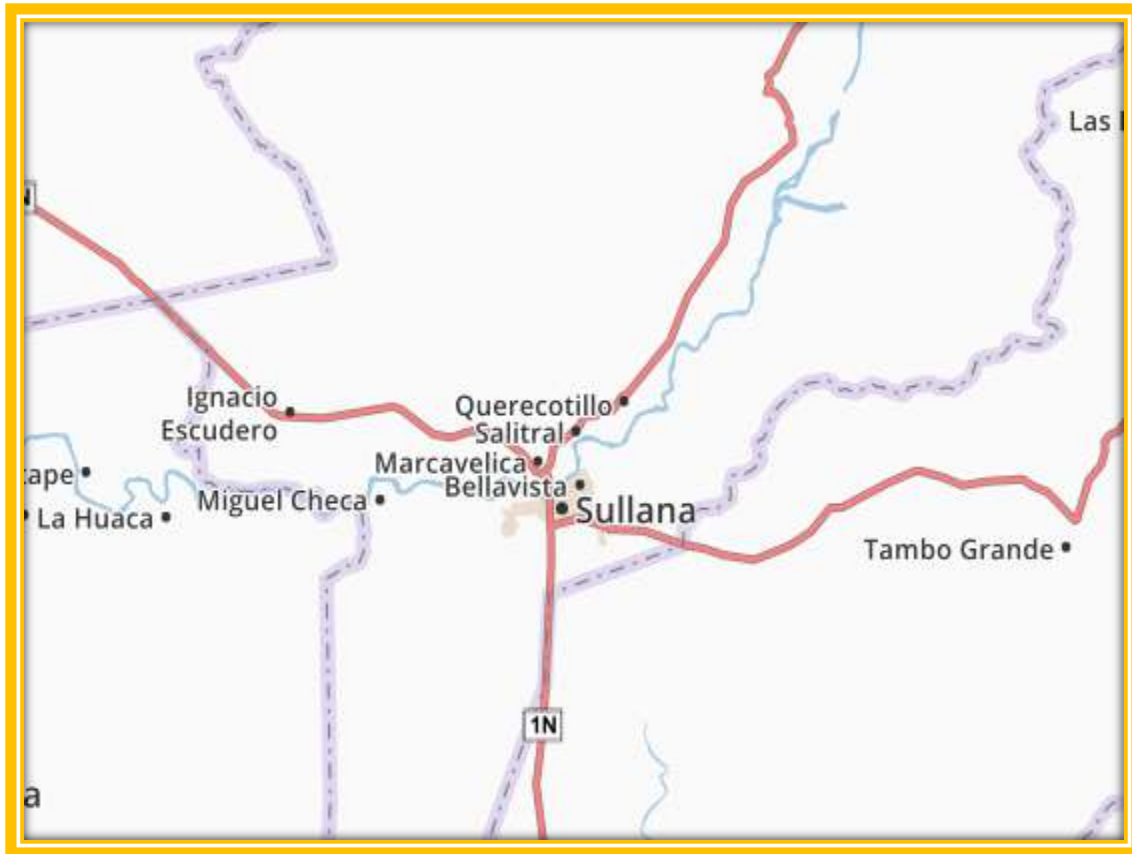 Las
Ignacio
Escudero
Querecotillo
Salitral
Marcavelica
Bellavista
Miguel Checa
La Huaca
Sullana
Tambo Grande
1N